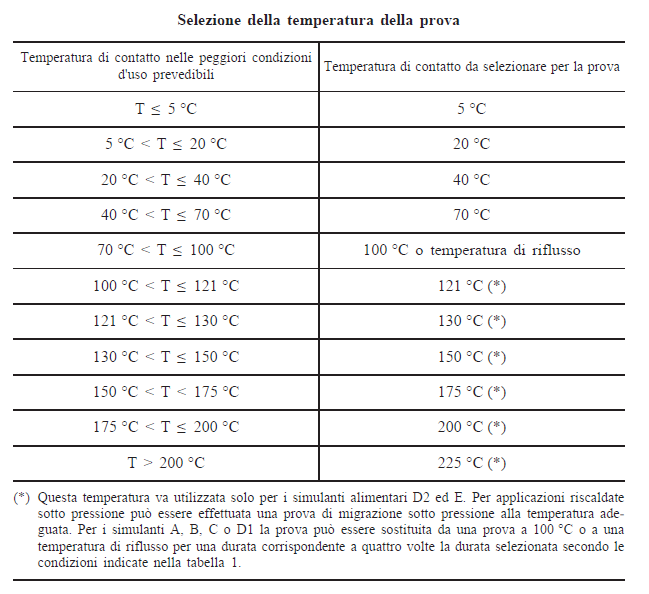 Selezione della temperatura della prova
Temperatura di contatto nelle peggiori condizioni
d'uso prevedibili
Temperatura di contatto da selezionare per la prova
T ≤ 5 °C
5 °C
5 °C < T ≤ 20 °C
20 °C
20 °C < T ≤ 40 °C
40 °C
40 °C < T ≤ 70 °C
70 °C
70 °C < T ≤ 100 °C
100 °C o temperatura di riflusso
100 °C < T ≤ 121 °C
121 °C (*)
121 °C < T ≤ 130 °C
130 °C (*)
130 °C < T ≤ 150 °C
150 °C (*)
150 °C < T < 175 °C
175 °C (*)
175 °C < T ≤ 200 °C
200 °C (*)
T > 200 °C
225 °C (*)
(*) Questa temperatura va utilizzata solo per i simulanti alimentari D2 ed E. Per applicazioni riscaldate
sotto pressione può essere effettuata una prova di migrazione sotto pressione alla temperatura ade-
guata. Per i simulanti A, B, C o D1 la prova può essere sostituita da una prova a 100 °C o a una
temperatura di riflusso per una durata corrispondente a quattro volte la durata selezionata secondo le
condizioni indicate nella tabella 1.